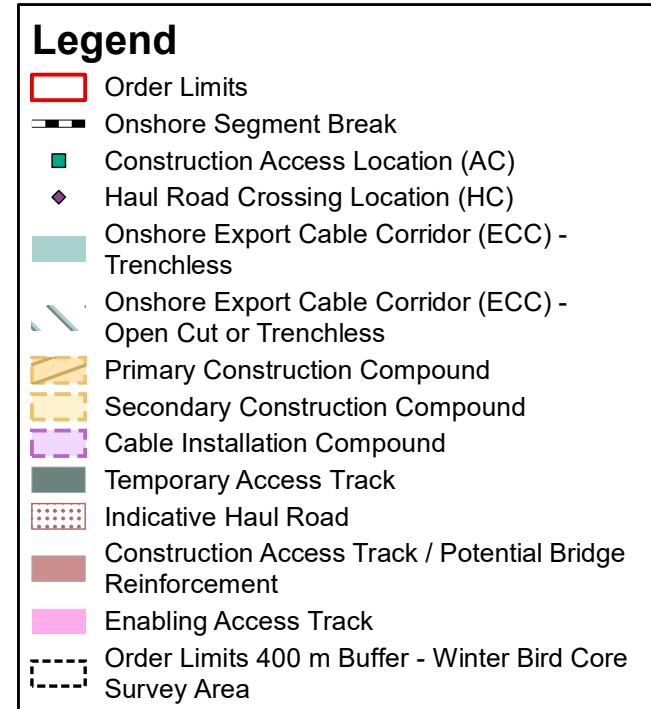 Legend
Order Limits
Onshore Segment Break
Construction Access Location (AC)
Haul Road Crossing Location (HC)
Onshore Export Cable Corridor (ECC) -
Trenchless
Onshore Export Cable Corridor (ECC) -
Open Cut or Trenchless
Primary Construction Compound
Secondary Construction Compound
Cable Installation Compound
Temporary Access Track
Indicative Haul Road
Construction Access Track / Potential Bridge
Reinforcement
Enabling Access Track
Order Limits 400 m Buffer - Winter Bird Core
Survey Area